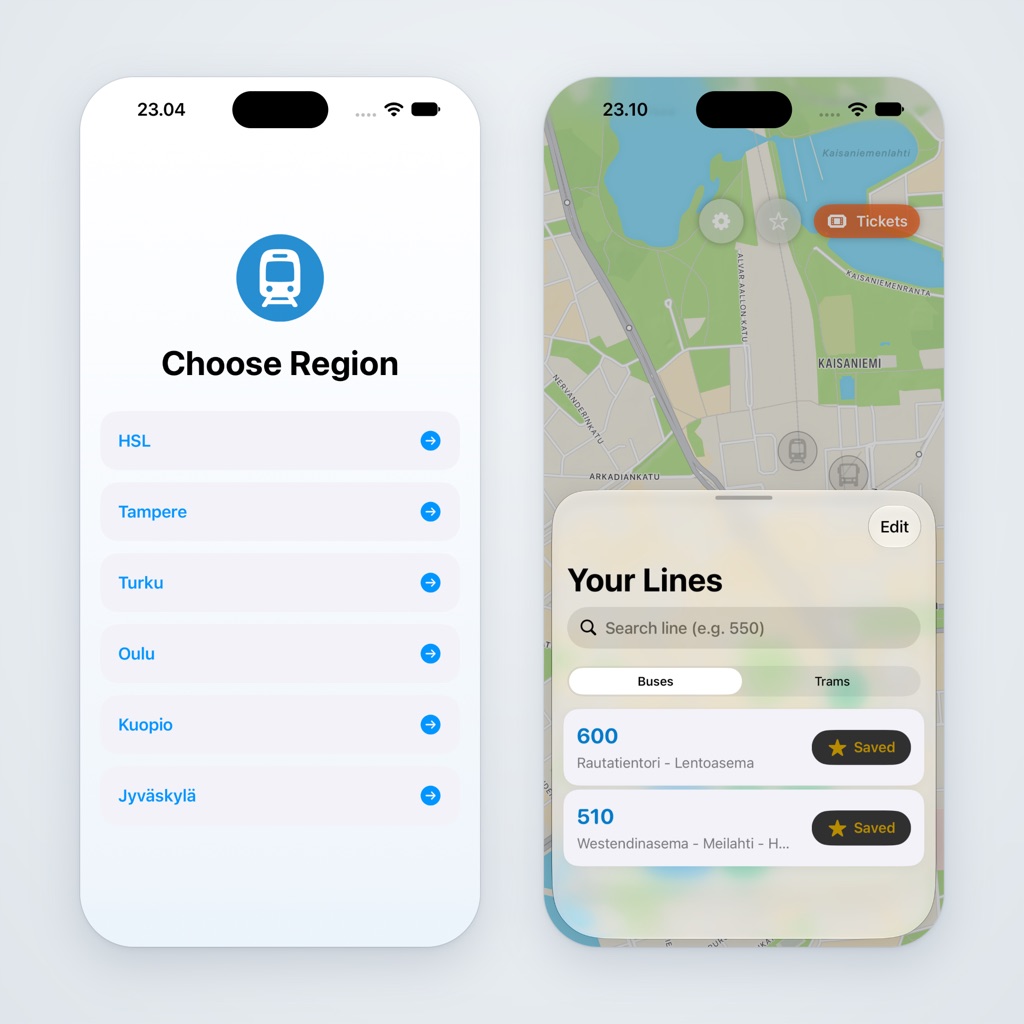 23.04
Choose Region
HSL
Tampere
Turku
Oulu
Kuopio
Jyväskylä
23.10
Kaisaniemenlahti
Tickets
ALVAR AALLON KATU
KAISANIEMENRANTA
KAISANIEMI
NERVANDERINKATU
ARKADIANKATU
Edit
Your Lines
Search line (e.g. 550)
Buses
Trams
600
Rautatientori - Lentoasema
Saved
510
Westendinasema - Meilahti - H...
Saved